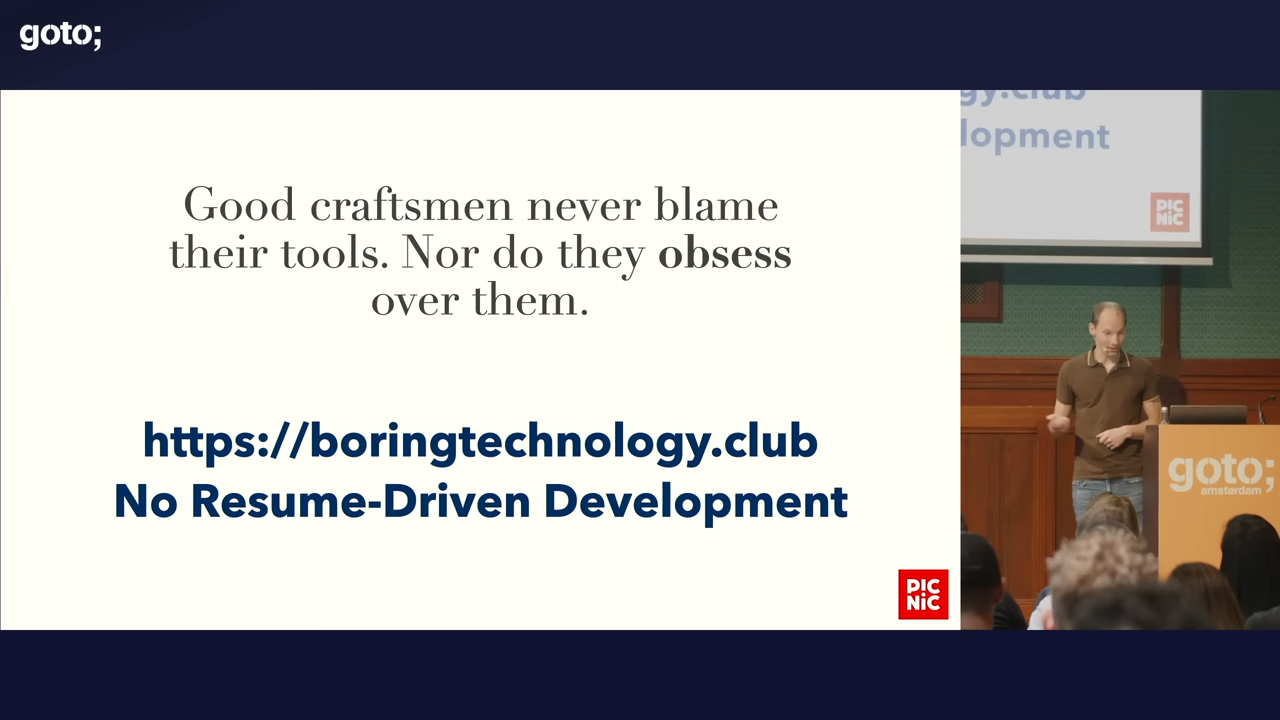 goto;
Good craftsmen never blame
their tools. Nor do they obsess
over them.
https://boringtechnology.club
No Resume-Driven Development
PIC
NIC
gy.club
lopment
PIC
NIC
goto;
amsterdam